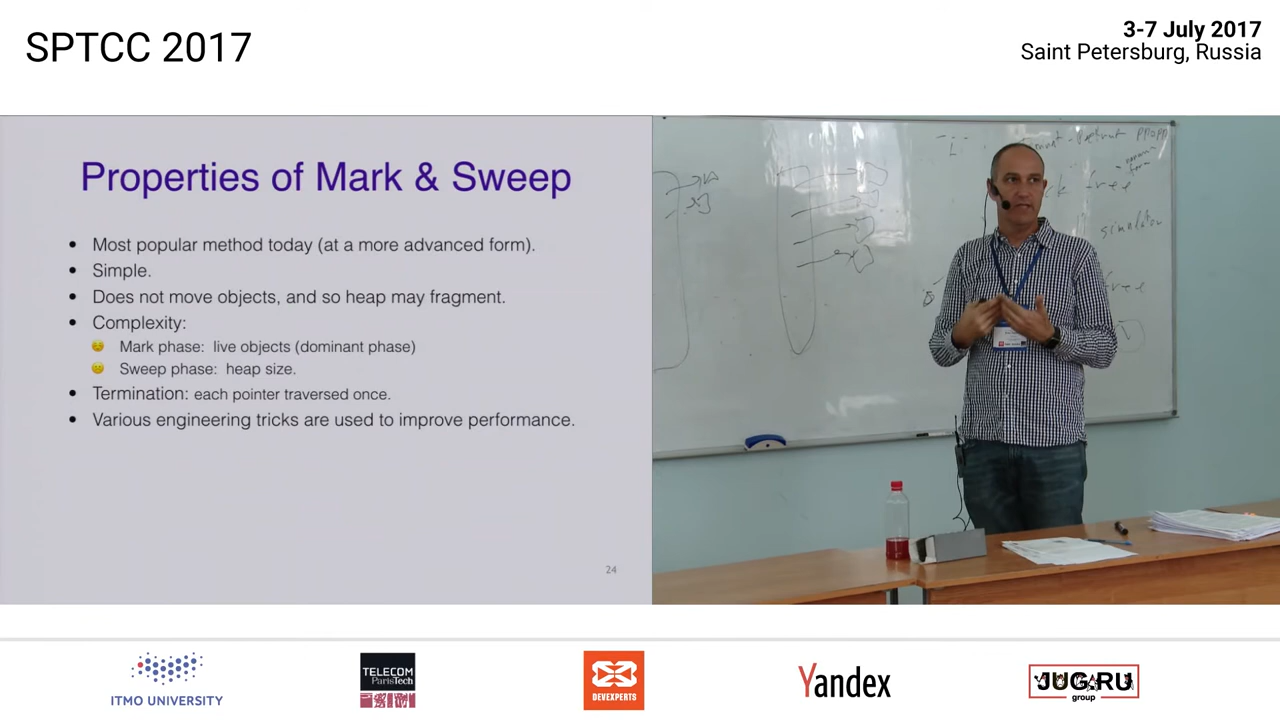 SPTCC 2017
3-7 July 2017
Saint Petersburg, Russia
Properties of Mark & Sweep
• Most popular method today (at a more advanced form).
• Simple.
• Does not move objects, and so heap may fragment.
• Complexity:
Mark phase: live objects (dominant phase)
Sweep phase: heap size.
• Termination: each pointer traversed once.
• Various engineering tricks are used to improve performance.
24
free
simulator
ITMO UNIVERSITY
TELECOM
ParisTech
DEVEXPERTS
Yandex
JUG.RU
group